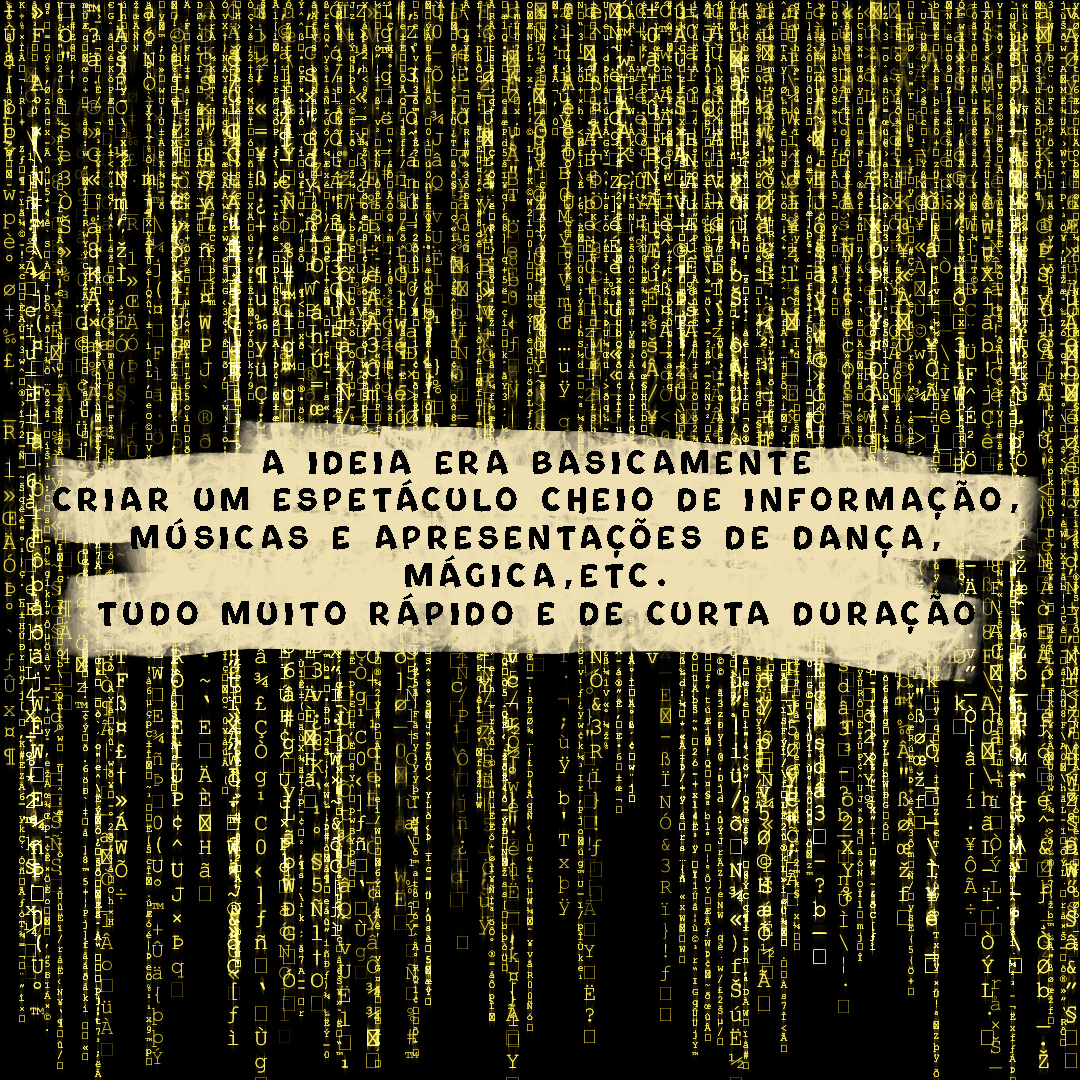 A IDEIA ERA BASICAMENTE
CRIAR UM ESPETÁCULO CHEIO DE INFORMAÇÃO,
MÚSICAS E APRESENTAÇÕES DE DANÇA,
MÁGICA,ETC.
TUDO MUITO RÁPIDO E DE CURTA DURAÇÃO